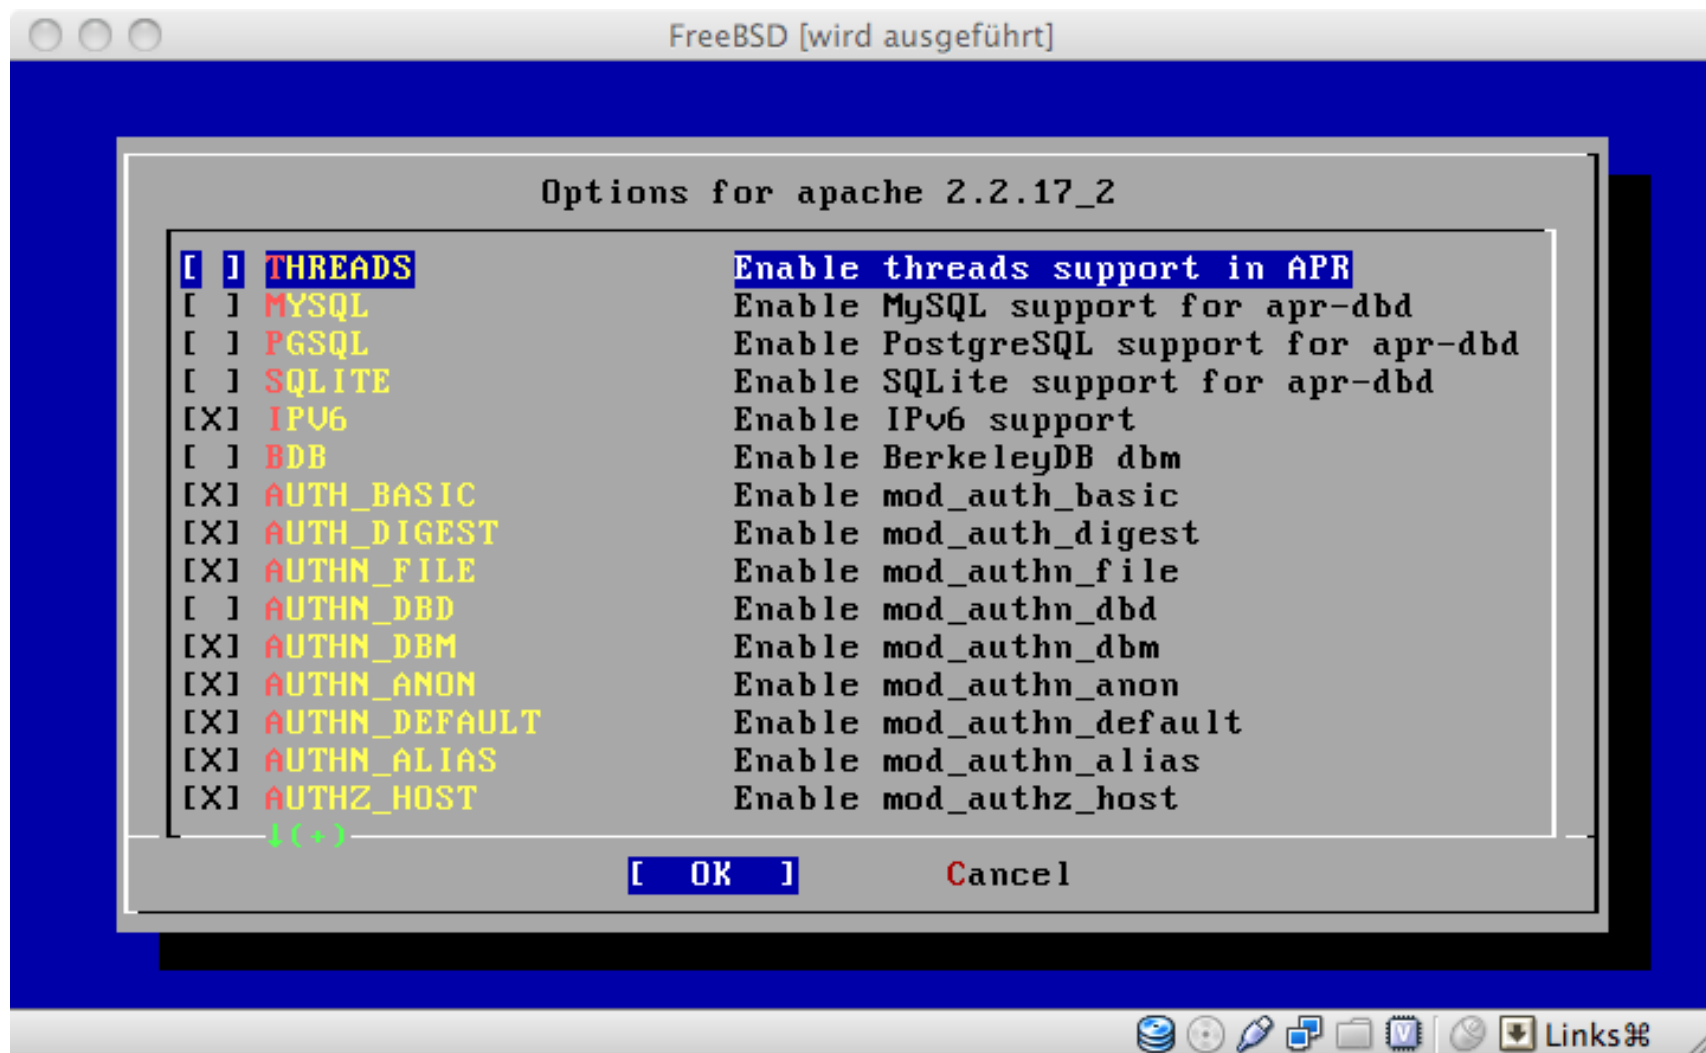 FreeBSD [wird ausgeführt]
Options for apache 2.2.17_2
[ ] THREADS Enable threads support in APR
[ ] MYSQL Enable MySQL support for apr-dbd
[ ] PGSQL Enable PostgreSQL support for apr-dbd
[ ] SQLITE Enable SQLite support for apr-dbd
[X] IPV6 Enable IPv6 support
[ ] BDB Enable BerkeleyDB dbm
[X] AUTH_BASIC Enable mod_auth_basic
[X] AUTH_DIGEST Enable mod_auth_digest
[X] AUTHN_FILE Enable mod_authn_file
[ ] AUTHN_DBD Enable mod_authn_dbd
[X] AUTHN_DBM Enable mod_authn_dbm
[X] AUTHN_ANON Enable mod_authn_anon
[X] AUTHN_DEFAULT Enable mod_authn_default
[X] AUTHN_ALIAS Enable mod_authn_alias
[X] AUTHZ_HOST Enable mod_authz_host
↓(+)
[ OK ] Cancel
Links⌘